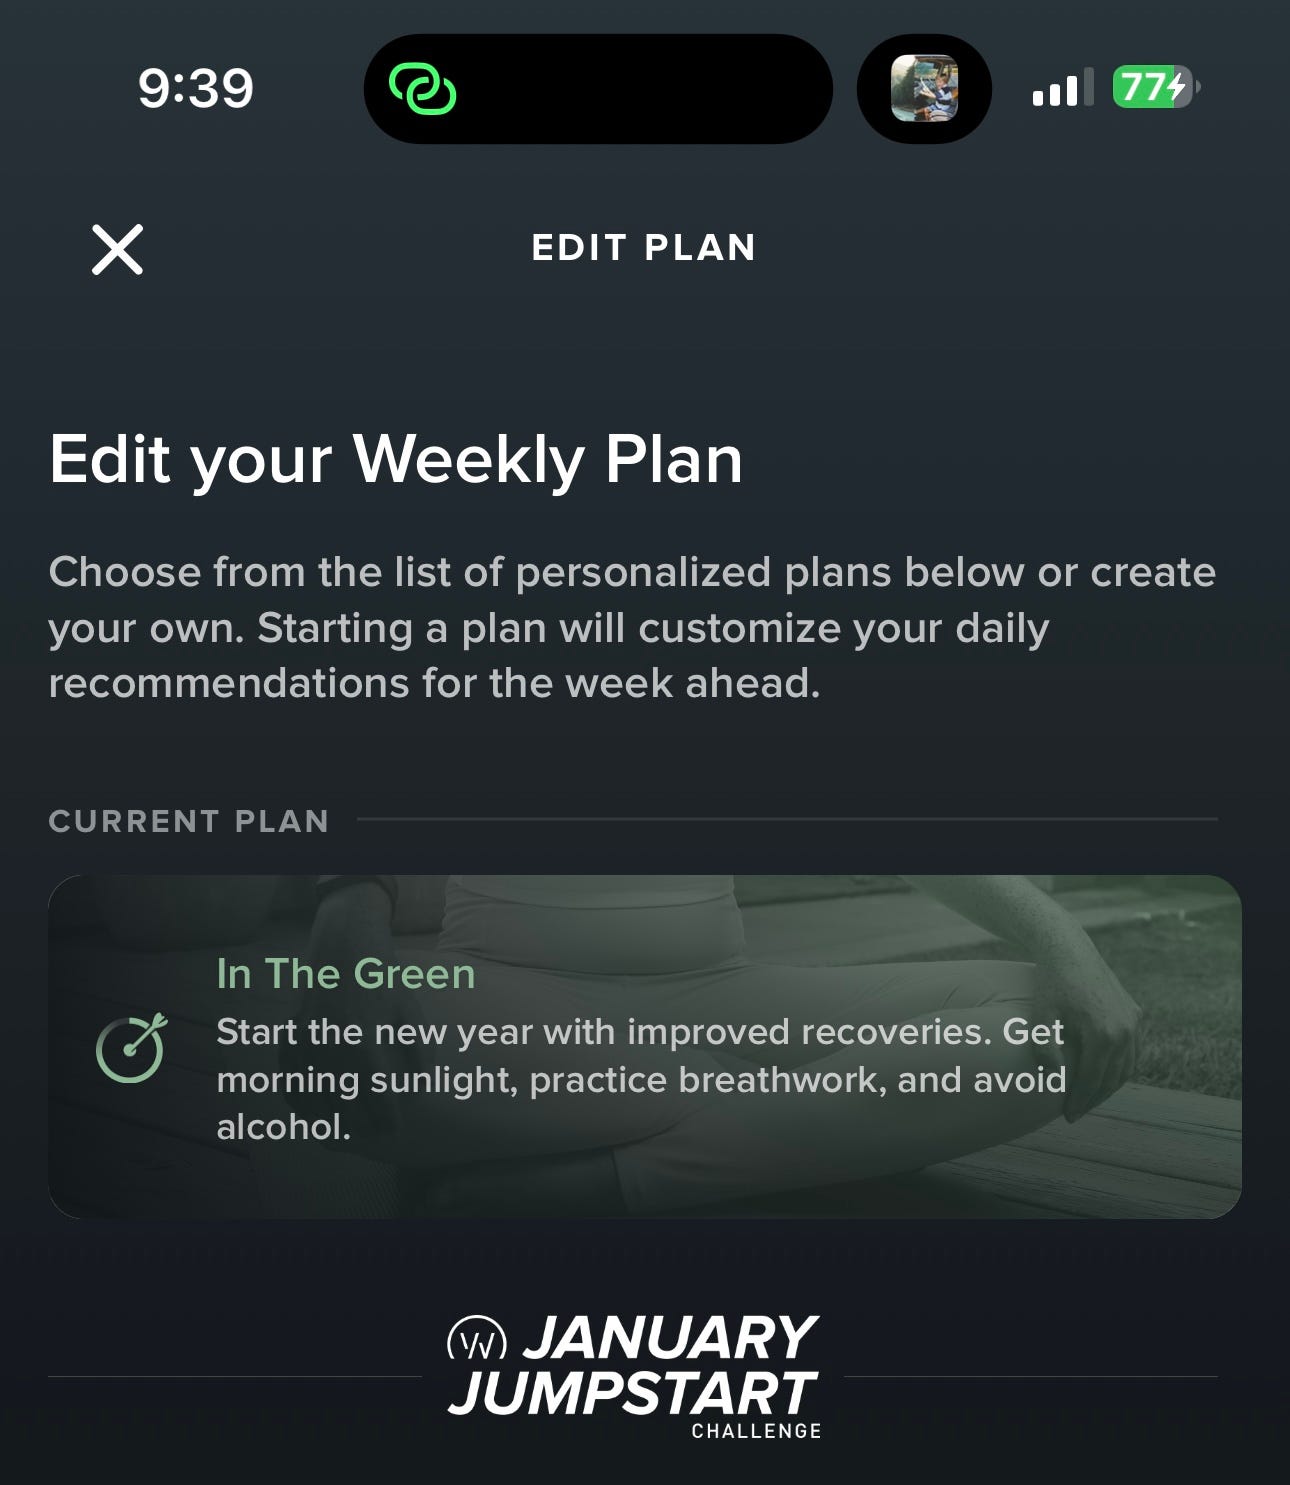 9:39
77
EDIT PLAN
Edit your Weekly Plan
Choose from the list of personalized plans below or create
your own. Starting a plan will customize your daily
recommendations for the week ahead.
CURRENT PLAN
In The Green
Start the new year with improved recoveries. Get
morning sunlight, practice breathwork, and avoid
alcohol.
W JANUARY
JUMPSTART
CHALLENGE